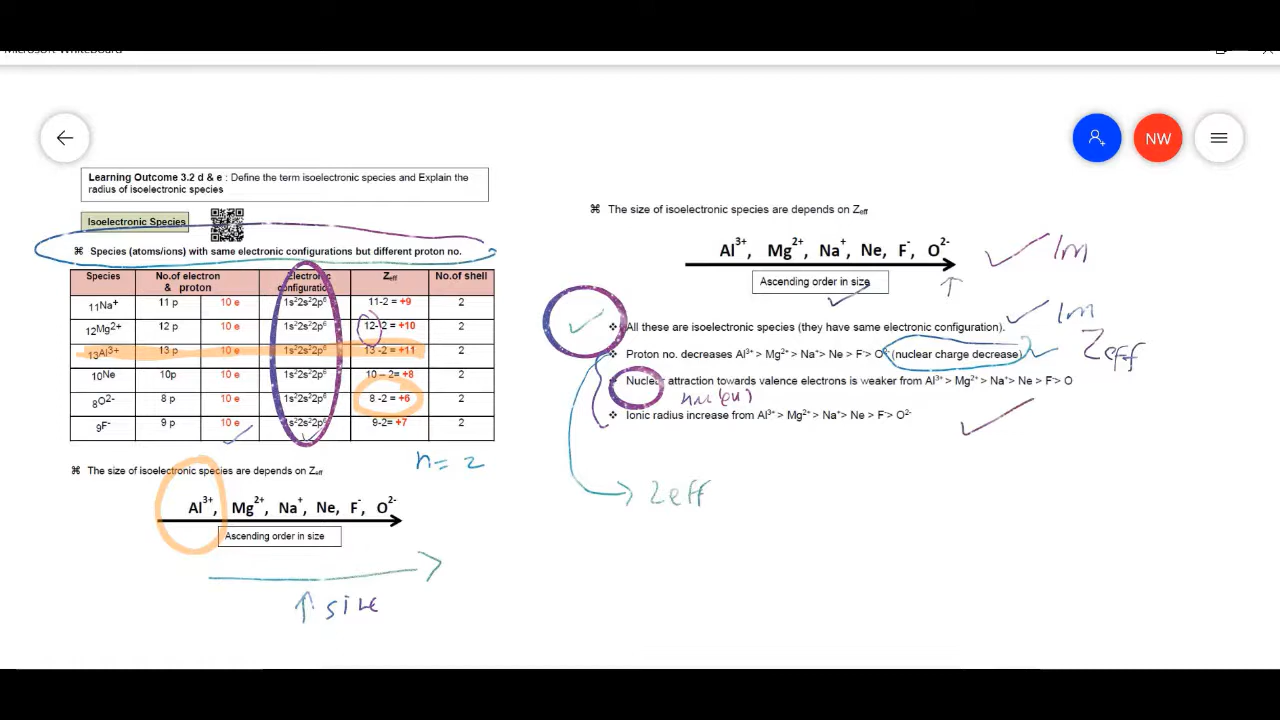 Microsoft Whiteboard
NW
Learning Outcome 3.2 d & e : Define the term isoelectronic species and Explain the
radius of isoelectronic species
Isoelectronic Species
⌘ Species (atoms/ions) with same electronic configurations but different proton no.
Species No.of electron & proton Electronic configuration Zeff No.of shell
₁₁Na⁺ 11 p 10 e 1s²2s²2p⁶ 11-2 = +9 2
₁₂Mg²⁺ 12 p 10 e 1s²2s²2p⁶ 12-2 = +10 2
₁₃Al³⁺ 13 p 10 e 1s²2s²2p⁶ 13 -2 = +11 2
₁₀Ne 10p 10 e 1s²2s²2p⁶ 10 – 2= +8 2
₈O²⁻ 8 p 10 e 1s²2s²2p⁶ 8 -2 = +6 2
₉F⁻ 9 p 10 e 1s²2s²2p⁶ 9-2= +7 2
n= 2
⌘ The size of isoelectronic species are depends on Zeff
Al³⁺, Mg²⁺, Na⁺, Ne, F⁻, O²⁻
Ascending order in size
↑ size
⌘ The size of isoelectronic species are depends on Zeff
Al³⁺, Mg²⁺, Na⁺, Ne, F⁻, O²⁻ ✓ 1m
Ascending order in size ↑
❖ All these are isoelectronic species (they have same electronic configuration). ✓ 1m
❖ Proton no. decreases Al³⁺ > Mg²⁺ > Na⁺> Ne > F⁻> O²⁻ (nuclear charge decrease) ✓ Zeff
❖ Nuclear attraction towards valence electrons is weaker from Al³⁺ > Mg²⁺ > Na⁺> Ne > F⁻> O
❖ Ionic radius increase from Al³⁺ > Mg²⁺ > Na⁺> Ne > F⁻> O²⁻ ✓
Zeff